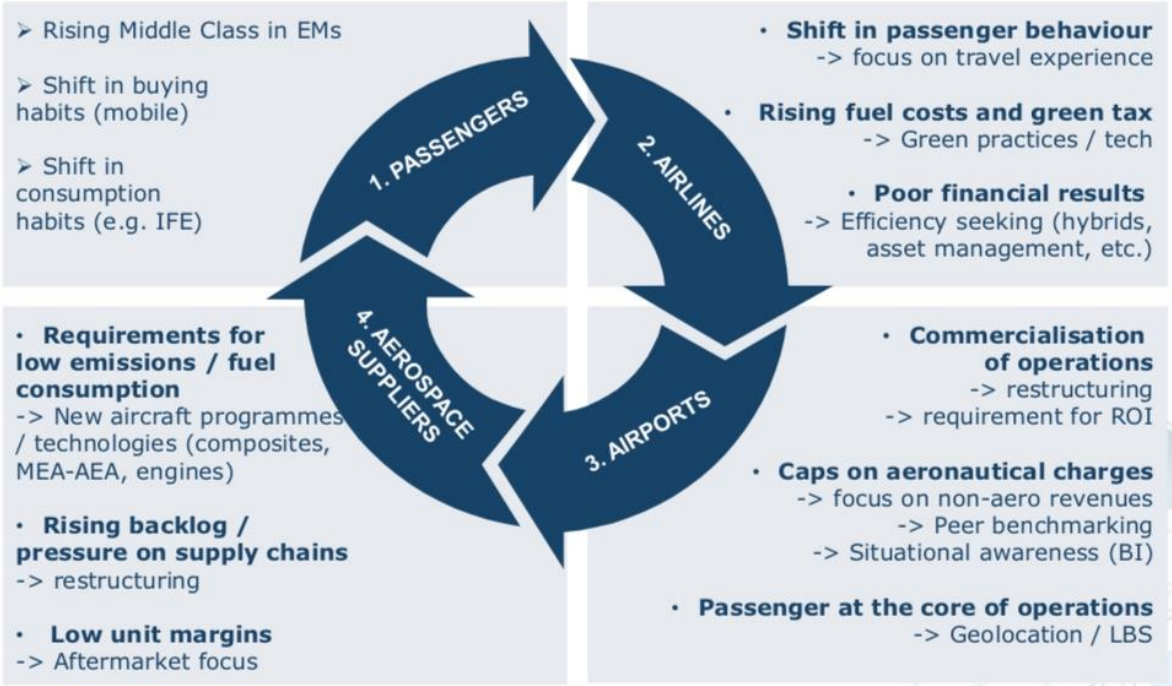 ➢ Rising Middle Class in EMs
➢ Shift in buying
habits (mobile)
➢ Shift in
consumption
habits (e.g. IFE)
1. PASSENGERS
• Shift in passenger behaviour
-> focus on travel experience
• Rising fuel costs and green tax
-> Green practices / tech
• Poor financial results
-> Efficiency seeking (hybrids,
asset management, etc.)
2. AIRLINES
• Commercialisation
of operations
-> restructuring
-> requirement for ROI
• Caps on aeronautical charges
-> focus on non-aero revenues
-> Peer benchmarking
-> Situational awareness (BI)
• Passenger at the core of operations
-> Geolocation / LBS
3. AIRPORTS
• Requirements for
low emissions / fuel
consumption
-> New aircraft programmes
/ technologies (composites,
MEA-AEA, engines)
• Rising backlog /
pressure on supply chains
-> restructuring
• Low unit margins
-> Aftermarket focus
4. AEROSPACE
SUPPLIERS